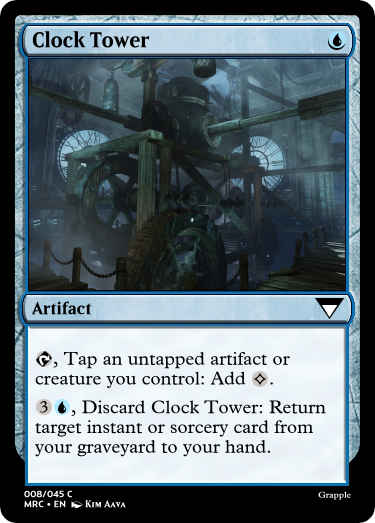 Clock Tower
Artifact
, Tap an untapped artifact or
creature you control: Add .
3 , Discard Clock Tower: Return
target instant or sorcery card from
your graveyard to your hand.
008/045 C
MRC • EN Kim Aava
Grapple